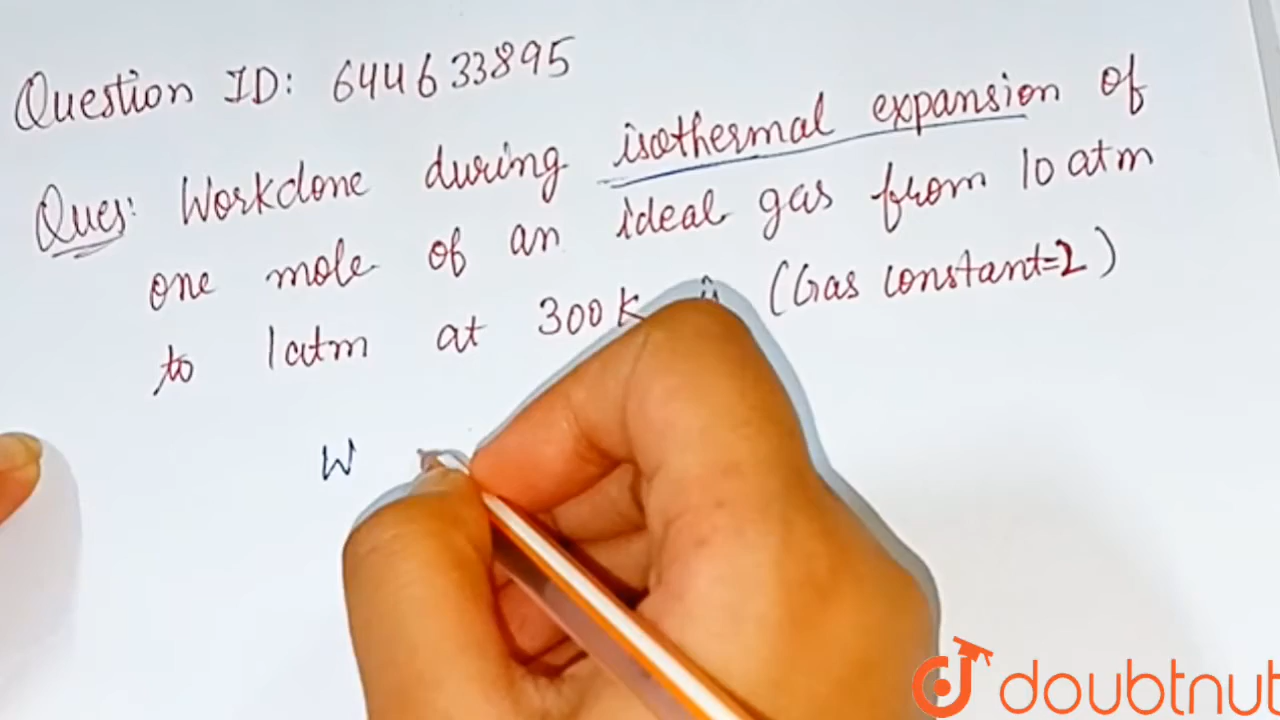 Question ID: 644633895
Ques: Workdone during isothermal expansion of
one mole of an ideal gas from 10 atm
to 1 atm at 300 K (Gas constant=2)
W
doubtnut